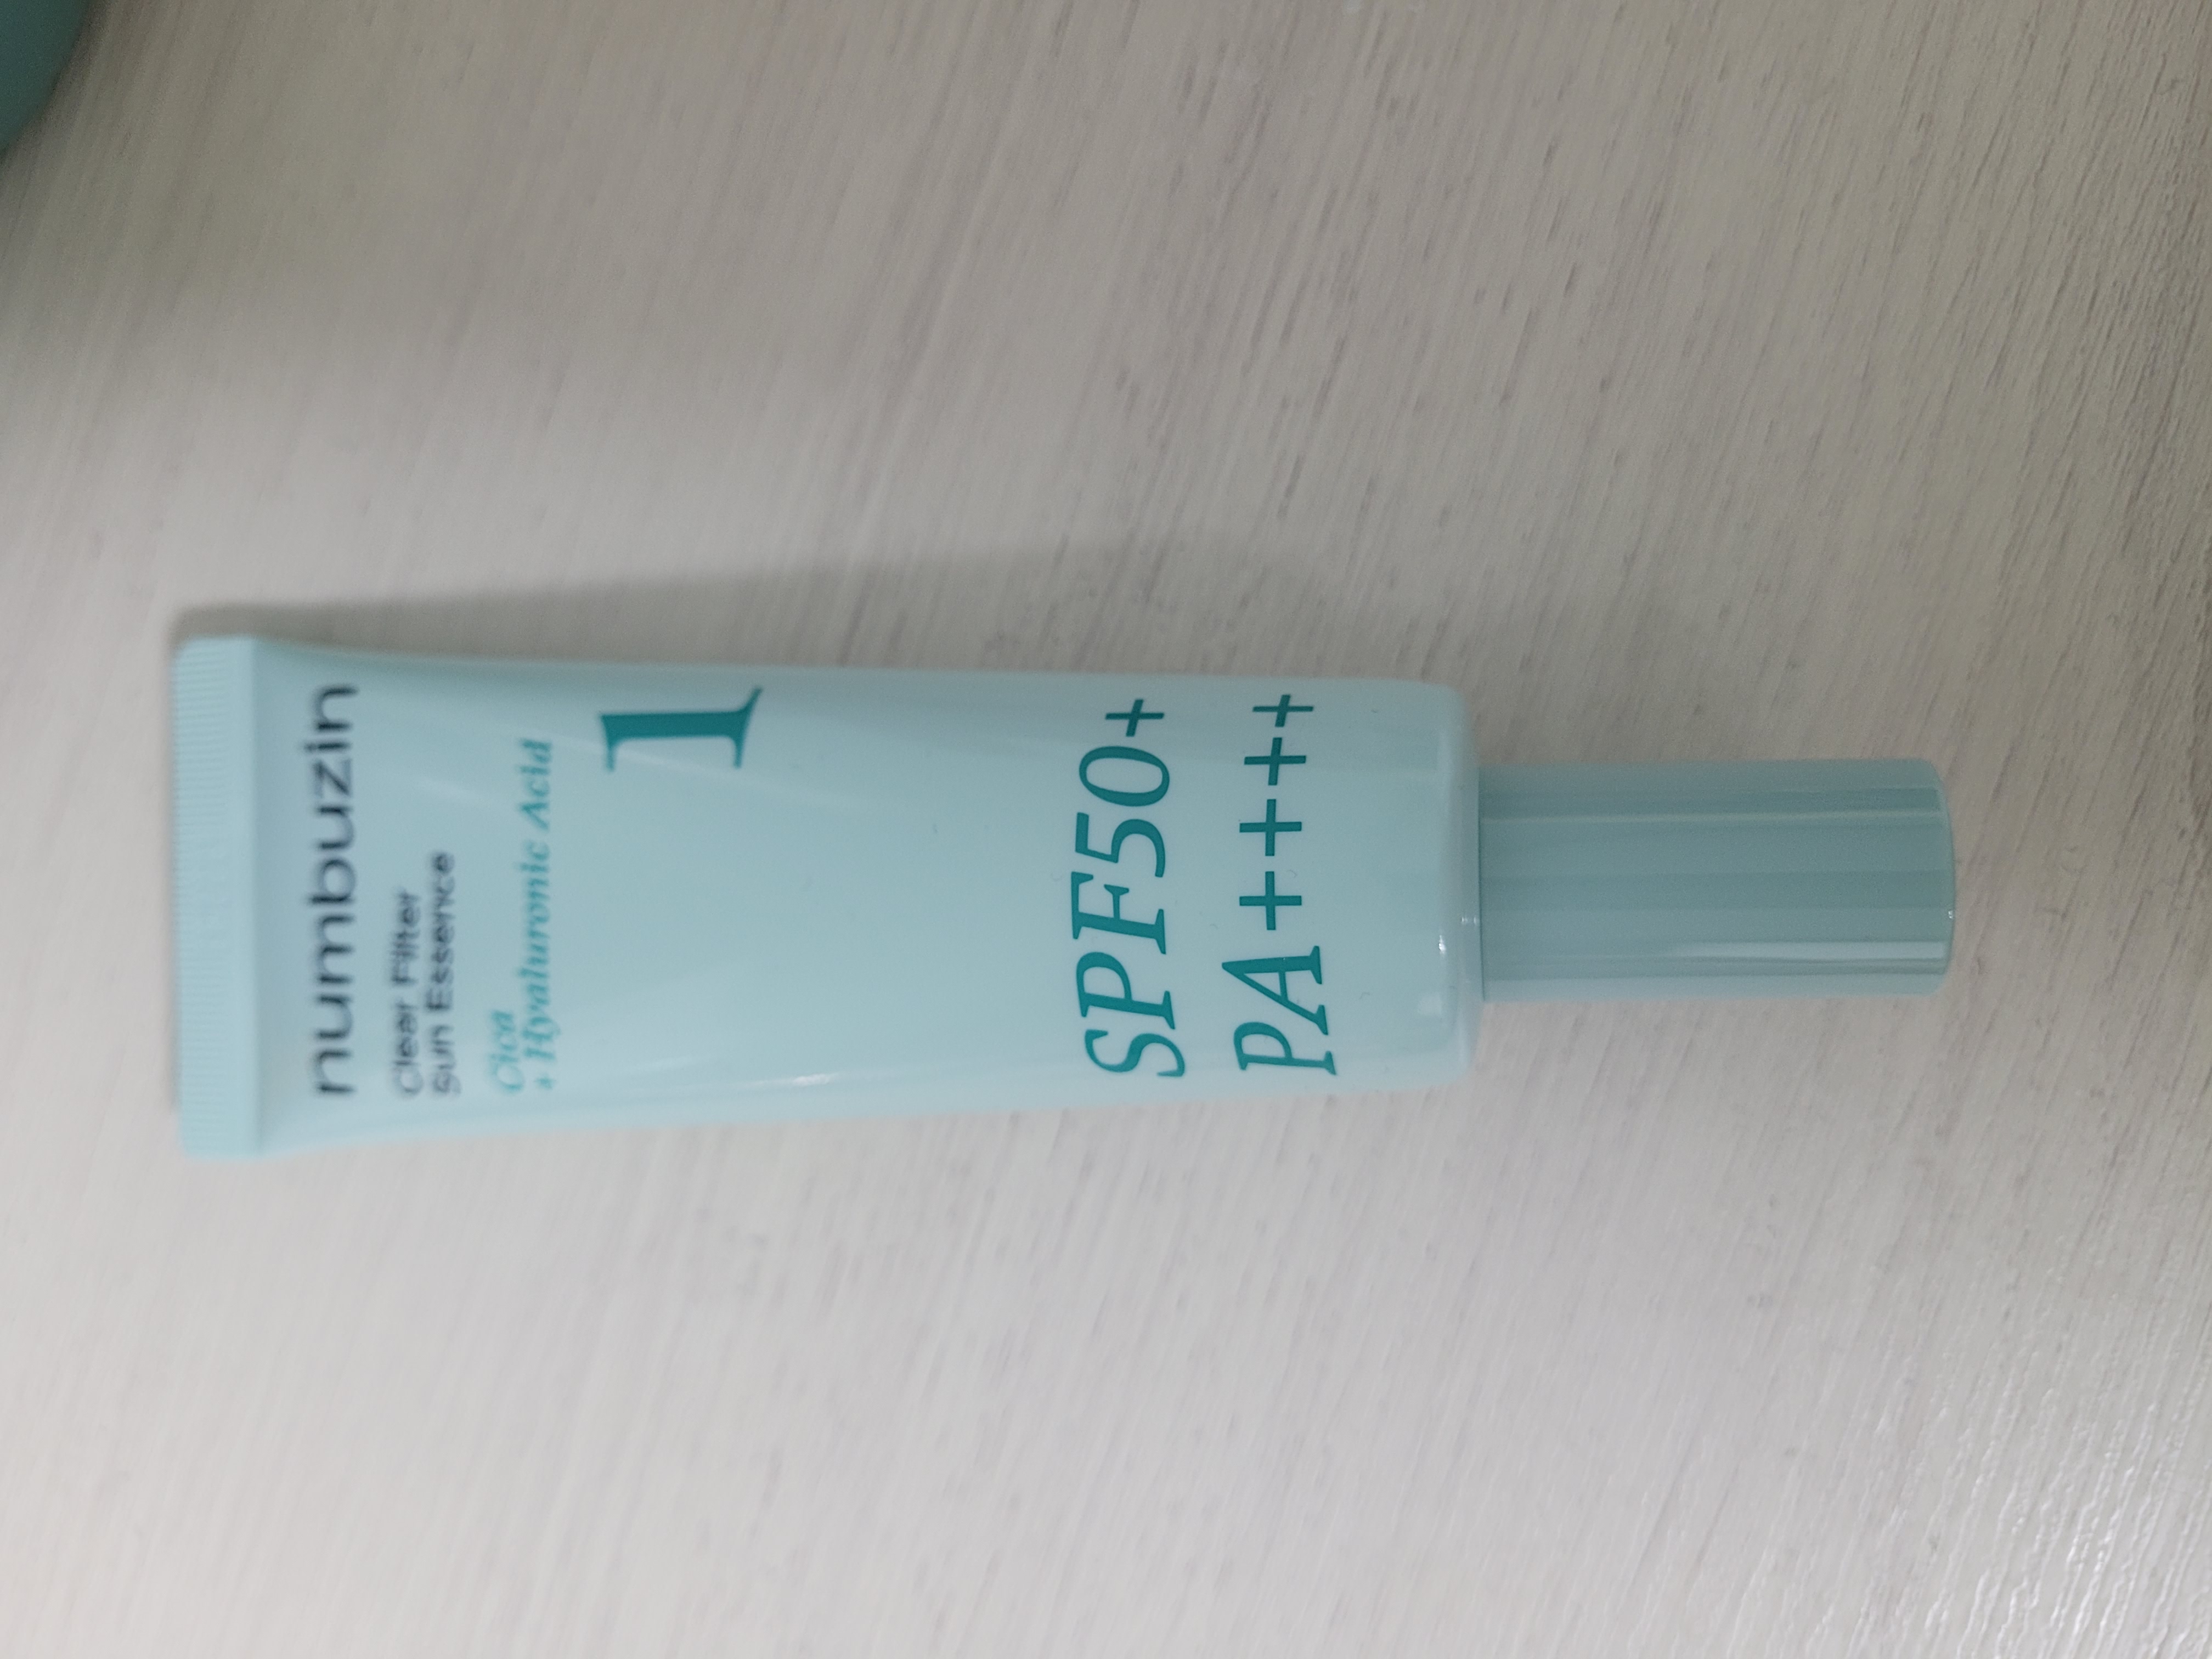 numbuzin
Clear Filter
Sun Essence
Cica
+ Hyaluronic Acid
1
SPF50+
PA++++